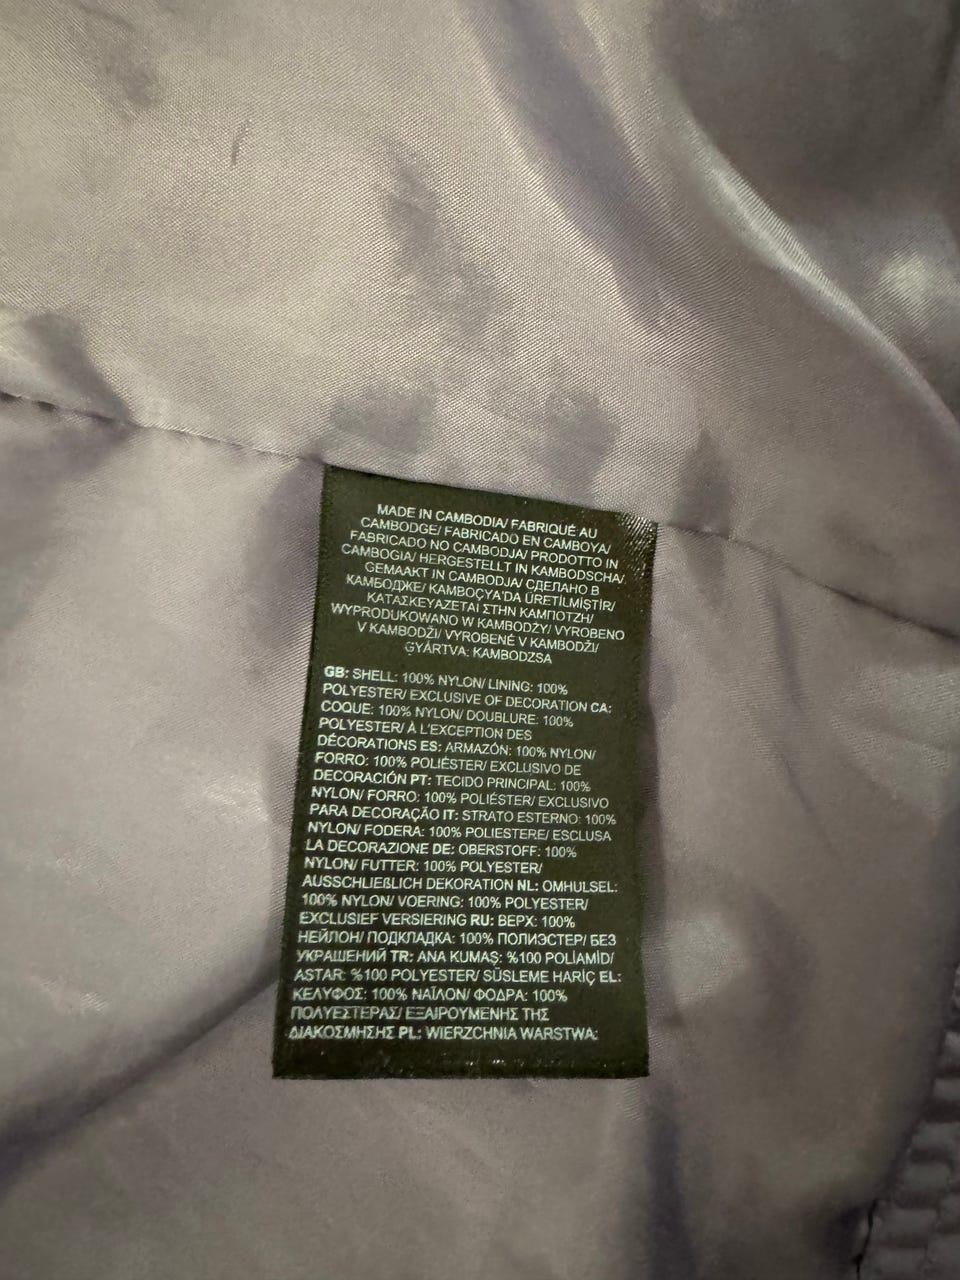 MADE IN CAMBODIA/ FABRIQUÉ AU
CAMBODGE/ FABRICADO EN CAMBOYA/
FABRICADO NO CAMBODJA/ PRODOTTO IN
CAMBOGIA/ HERGESTELLT IN KAMBODSCHA/
GEMAAKT IN CAMBODJA/ СДЕЛАНО В
КАМБОДЖЕ/ KAMBOÇYA'DA ÜRETİLMİŞTİR/
ΚΑΤΑΣΚΕΥΑΖΕΤΑΙ ΣΤΗΝ ΚΑΜΠΟΤΖΗ/
WYPRODUKOWANO W KAMBODŻY/ VYROBENO
V KAMBODŽI/ VYROBENÉ V KAMBODŽI/
GYÁRTVA: KAMBODZSA
GB: SHELL: 100% NYLON/ LINING: 100%
POLYESTER/ EXCLUSIVE OF DECORATION CA:
COQUE: 100% NYLON/ DOUBLURE: 100%
POLYESTER/ À L'EXCEPTION DES
DÉCORATIONS ES: ARMAZÓN: 100% NYLON/
FORRO: 100% POLIÉSTER/ EXCLUSIVO DE
DECORACIÓN PT: TECIDO PRINCIPAL: 100%
NYLON/ FORRO: 100% POLIÉSTER/ EXCLUSIVO
PARA DECORAÇÃO IT: STRATO ESTERNO: 100%
NYLON/ FODERA: 100% POLIESTERE/ ESCLUSA
LA DECORAZIONE DE: OBERSTOFF: 100%
NYLON/ FUTTER: 100% POLYESTER/
AUSSCHLIEßLICH DEKORATION NL: OMHULSEL:
100% NYLON/ VOERING: 100% POLYESTER/
EXCLUSIEF VERSIERING RU: ВЕРХ: 100%
НЕЙЛОН/ ПОДКЛАДКА: 100% ПОЛИЭСТЕР/ БЕЗ
УКРАШЕНИЙ TR: ANA KUMAŞ: %100 POLİAMİD/
ASTAR: %100 POLYESTER/ SÜSLEME HARİÇ EL:
ΚΕΛΥΦΟΣ: 100% ΝΑΪΛΟΝ/ ΦΟΔΡΑ: 100%
ΠΟΛΥΕΣΤΕΡΑΣ/ ΕΞΑΙΡΟΥΜΕΝΗΣ ΤΗΣ
ΔΙΑΚΟΣΜΗΣΗΣ PL: WIERZCHNIA WARSTWA: